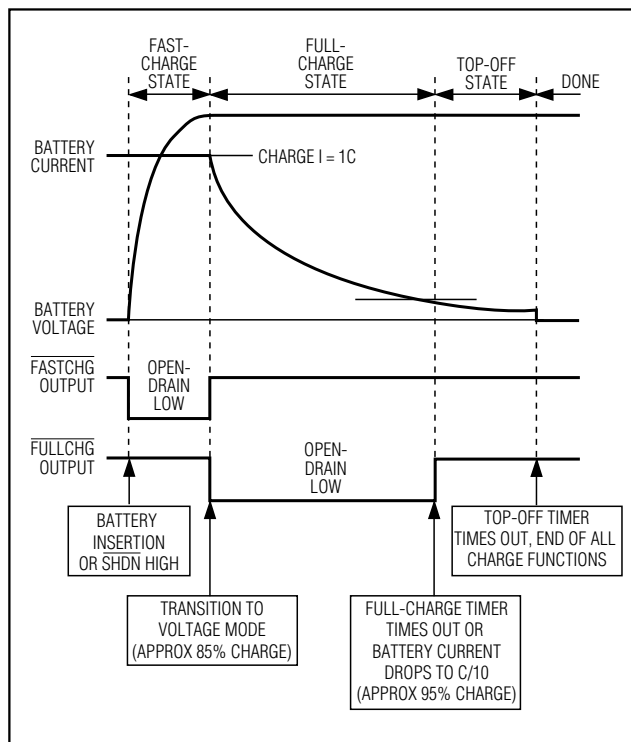 FAST-
CHARGE
STATE
FULL-
CHARGE
STATE
TOP-OFF
STATE
DONE
BATTERY
CURRENT
CHARGE I = 1C
BATTERY
VOLTAGE
FASTCHG
OUTPUT
OPEN-
DRAIN
LOW
FULLCHG
OUTPUT
OPEN-
DRAIN
LOW
BATTERY
INSERTION
OR SHDN HIGH
TOP-OFF TIMER
TIMES OUT, END OF ALL
CHARGE FUNCTIONS
TRANSITION TO
VOLTAGE MODE
(APPROX 85% CHARGE)
FULL-CHARGE TIMER
TIMES OUT OR
BATTERY CURRENT
DROPS TO C/10
(APPROX 95% CHARGE)